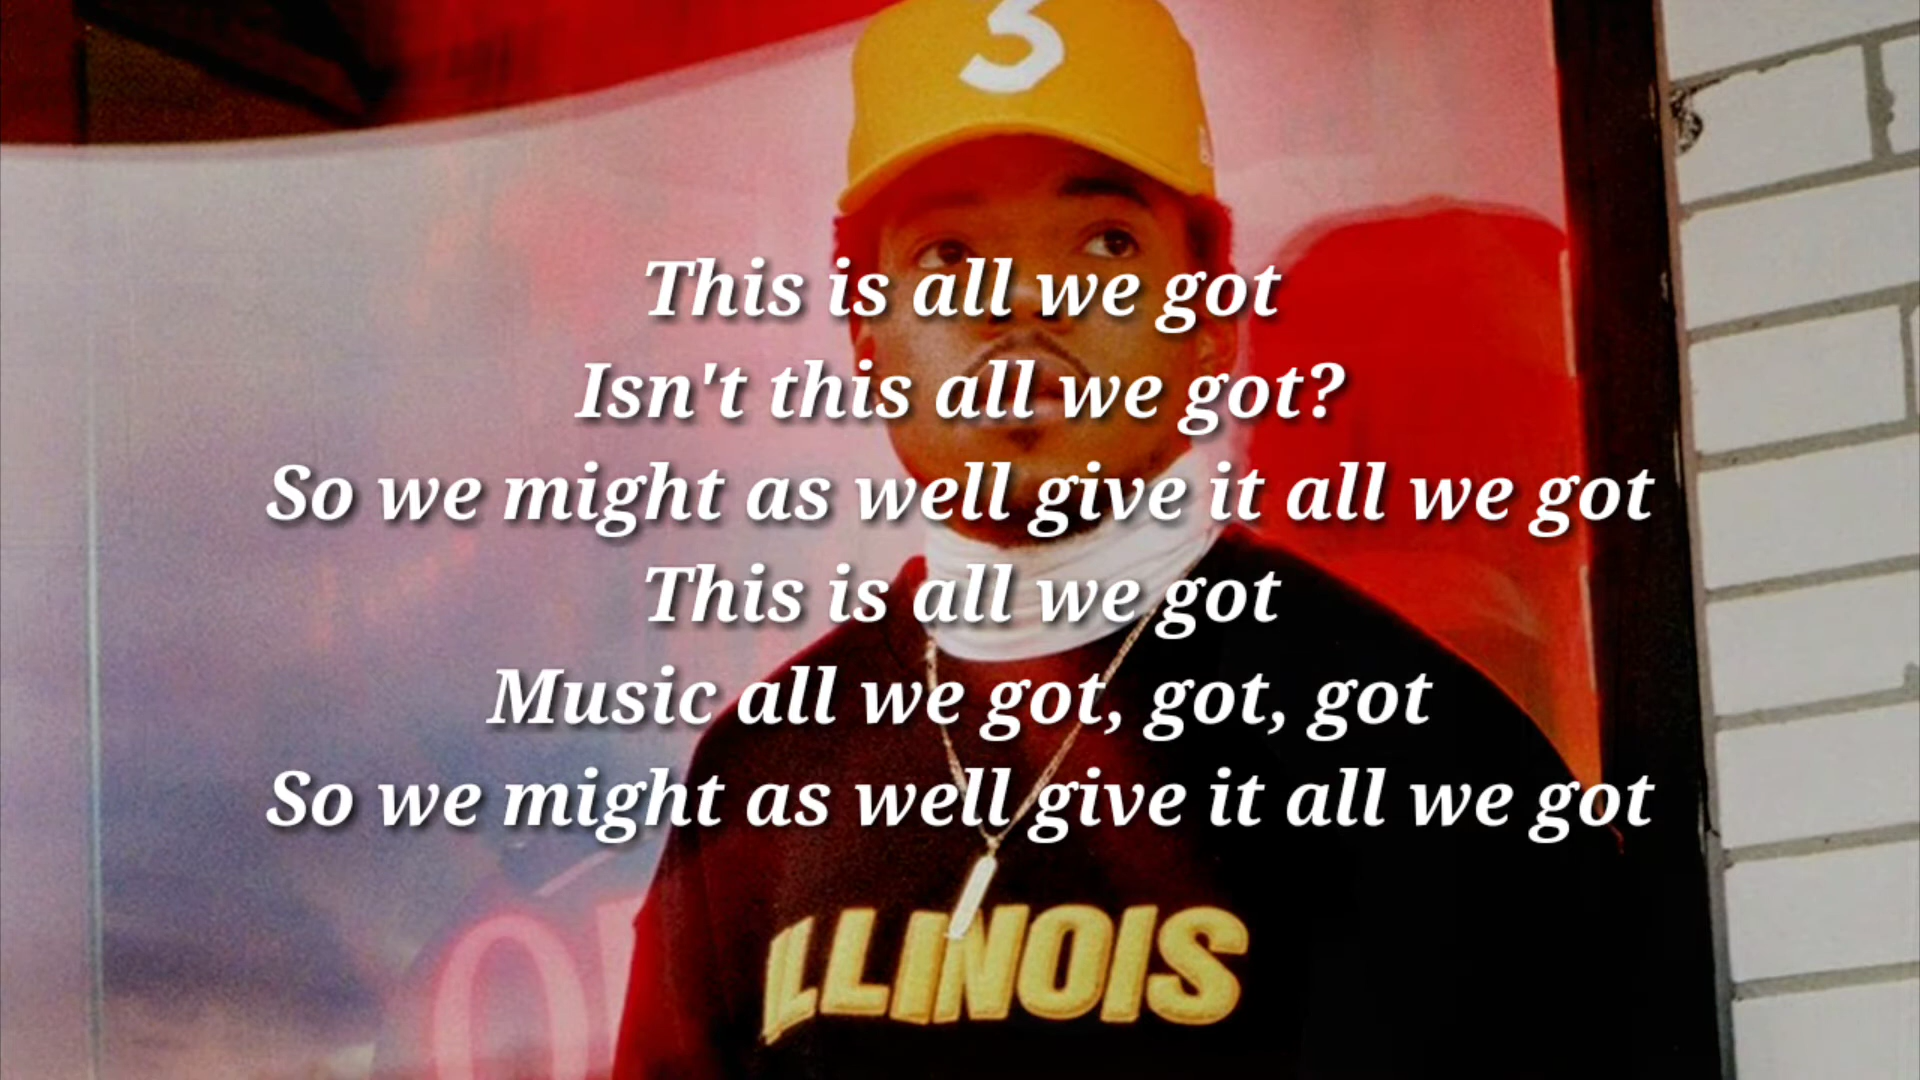 3
This is all we got
Isn't this all we got?
So we might as well give it all we got
This is all we got
Music all we got, got, got
So we might as well give it all we got
ILLINOIS